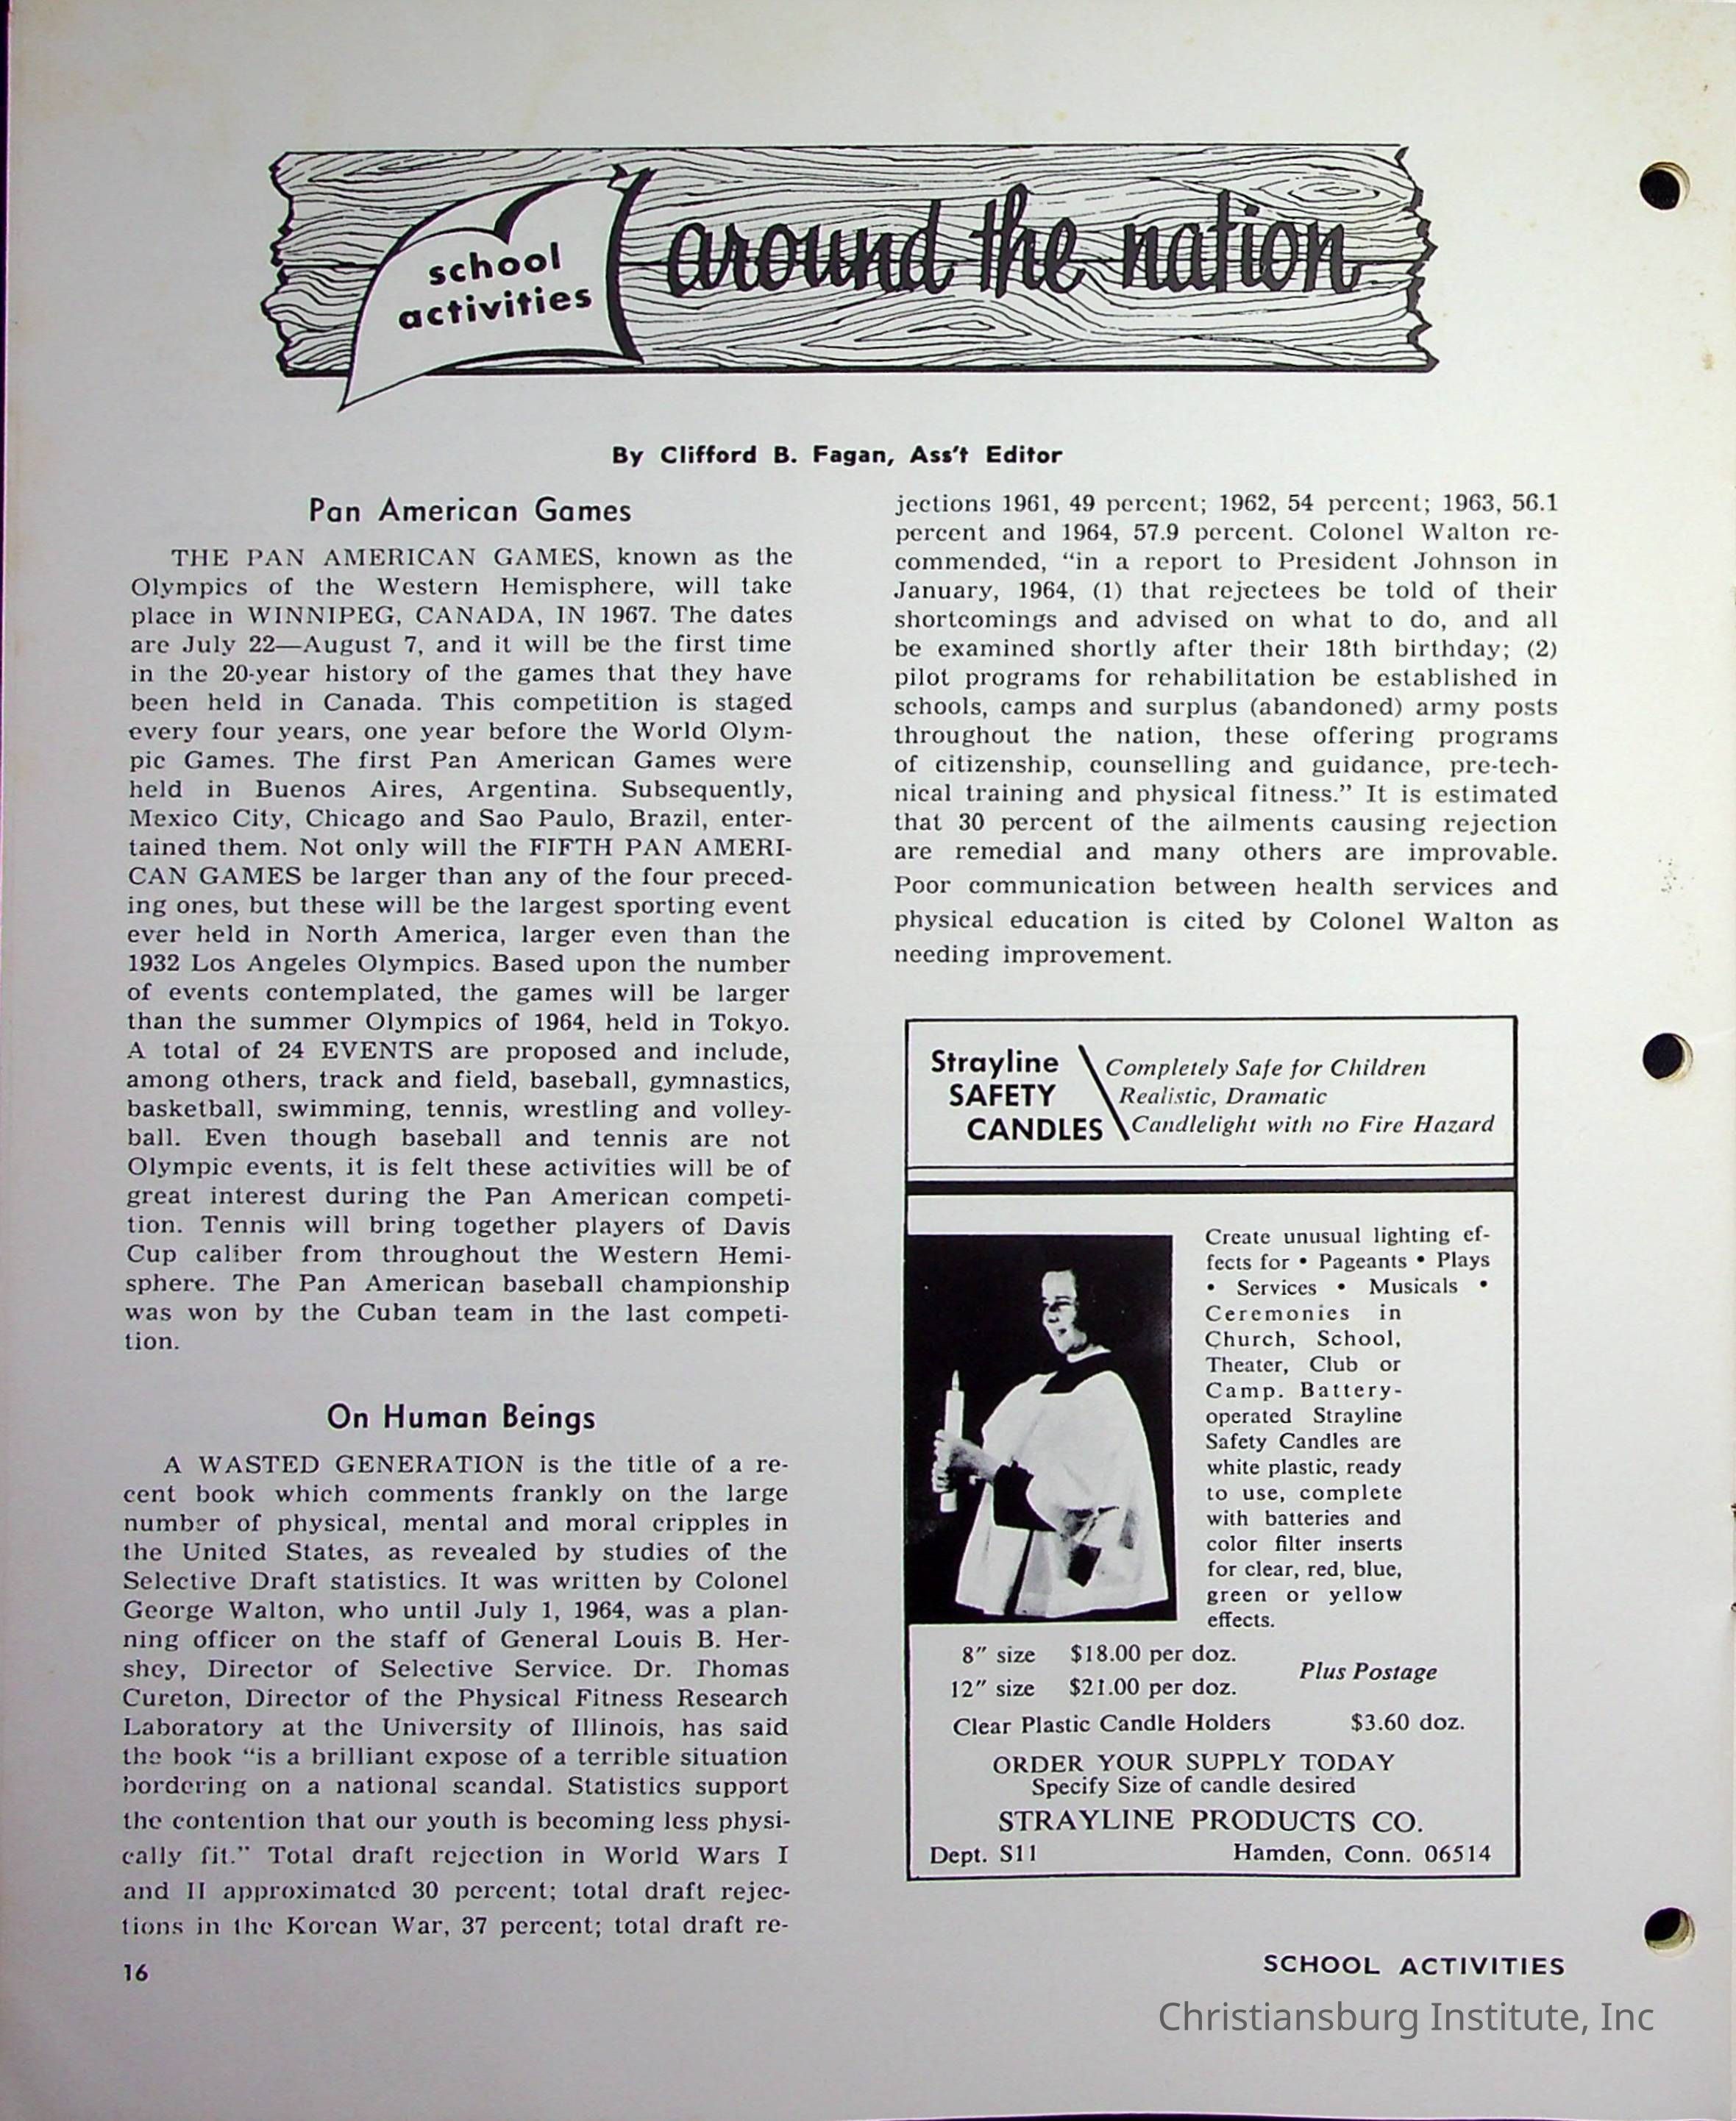 school
activities
around the nation
By Clifford B. Fagan, Ass't Editor
Pan American Games
THE PAN AMERICAN GAMES, known as the
Olympics of the Western Hemisphere, will take
place in WINNIPEG, CANADA, IN 1967. The dates
are July 22—August 7, and it will be the first time
in the 20-year history of the games that they have
been held in Canada. This competition is staged
every four years, one year before the World Olym-
pic Games. The first Pan American Games were
held in Buenos Aires, Argentina. Subsequently,
Mexico City, Chicago and Sao Paulo, Brazil, enter-
tained them. Not only will the FIFTH PAN AMERI-
CAN GAMES be larger than any of the four preced-
ing ones, but these will be the largest sporting event
ever held in North America, larger even than the
1932 Los Angeles Olympics. Based upon the number
of events contemplated, the games will be larger
than the summer Olympics of 1964, held in Tokyo.
A total of 24 EVENTS are proposed and include,
among others, track and field, baseball, gymnastics,
basketball, swimming, tennis, wrestling and volley-
ball. Even though baseball and tennis are not
Olympic events, it is felt these activities will be of
great interest during the Pan American competi-
tion. Tennis will bring together players of Davis
Cup caliber from throughout the Western Hemi-
sphere. The Pan American baseball championship
was won by the Cuban team in the last competi-
tion.
On Human Beings
A WASTED GENERATION is the title of a re-
cent book which comments frankly on the large
number of physical, mental and moral cripples in
the United States, as revealed by studies of the
Selective Draft statistics. It was written by Colonel
George Walton, who until July 1, 1964, was a plan-
ning officer on the staff of General Louis B. Her-
shey, Director of Selective Service. Dr. Thomas
Cureton, Director of the Physical Fitness Research
Laboratory at the University of Illinois, has said
the book “is a brilliant expose of a terrible situation
bordering on a national scandal. Statistics support
the contention that our youth is becoming less physi-
cally fit.” Total draft rejection in World Wars I
and II approximated 30 percent; total draft rejec-
tions in the Korean War, 37 percent; total draft re-
jections 1961, 49 percent; 1962, 54 percent; 1963, 56.1
percent and 1964, 57.9 percent. Colonel Walton re-
commended, “in a report to President Johnson in
January, 1964, (1) that rejectees be told of their
shortcomings and advised on what to do, and all
be examined shortly after their 18th birthday; (2)
pilot programs for rehabilitation be established in
schools, camps and surplus (abandoned) army posts
throughout the nation, these offering programs
of citizenship, counselling and guidance, pre-tech-
nical training and physical fitness.” It is estimated
that 30 percent of the ailments causing rejection
are remedial and many others are improvable.
Poor communication between health services and
physical education is cited by Colonel Walton as
needing improvement.
Strayline
SAFETY
CANDLES
Completely Safe for Children
Realistic, Dramatic
Candlelight with no Fire Hazard
Create unusual lighting ef-
fects for • Pageants • Plays
• Services • Musicals •
Ceremonies in
Church, School,
Theater, Club or
Camp. Battery-
operated Strayline
Safety Candles are
white plastic, ready
to use, complete
with batteries and
color filter inserts
for clear, red, blue,
green or yellow
effects.
8″ size $18.00 per doz.
12″ size $21.00 per doz.
Plus Postage
Clear Plastic Candle Holders $3.60 doz.
ORDER YOUR SUPPLY TODAY
Specify Size of candle desired
STRAYLINE PRODUCTS CO.
Dept. S11 Hamden, Conn. 06514
16
SCHOOL ACTIVITIES
Christiansburg Institute, Inc